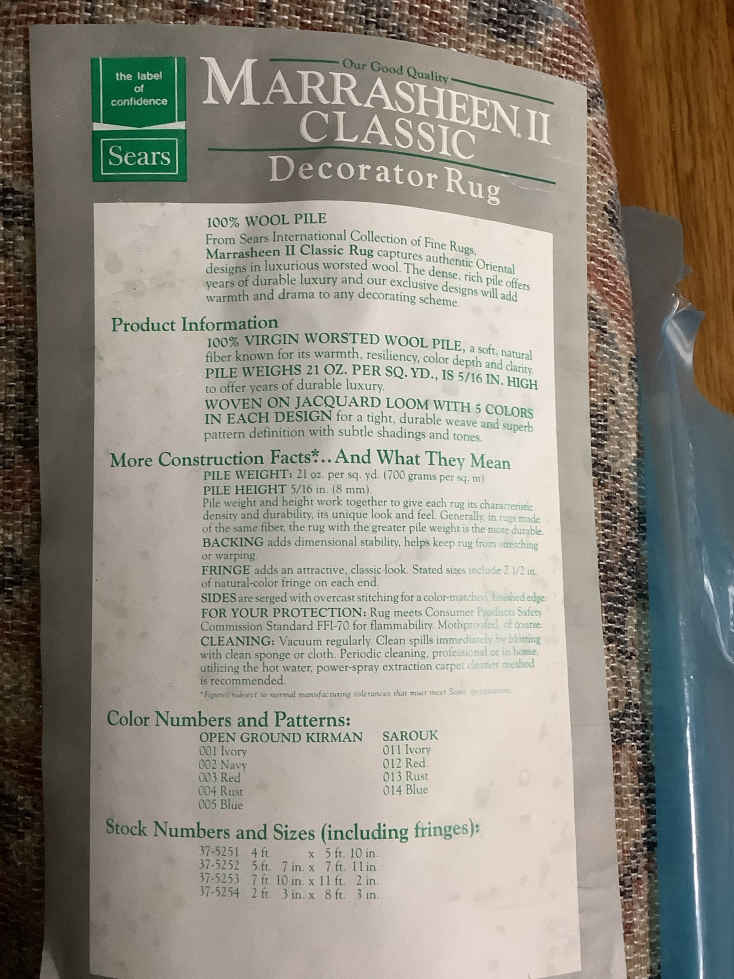 the label
of
confidence
Sears
Our Good Quality
MARRASHEEN II
CLASSIC
Decorator Rug
100% WOOL PILE
From Sears International Collection of Fine Rugs,
Marrasheen II Classic Rug captures authentic Oriental
designs in luxurious worsted wool. The dense, rich pile offers
years of durable luxury and our exclusive designs will add
warmth and drama to any decorating scheme.
Product Information
100% VIRGIN WORSTED WOOL PILE, a soft, natural
fiber known for its warmth, resiliency, color depth and clarity.
PILE WEIGHS 21 OZ. PER SQ. YD., IS 5/16 IN. HIGH
to offer years of durable luxury.
WOVEN ON JACQUARD LOOM WITH 5 COLORS
IN EACH DESIGN for a tight, durable weave and superb
pattern definition with subtle shadings and tones.
More Construction Facts*...And What They Mean
PILE WEIGHT: 21 oz. per sq. yd. (700 grams per sq. m)
PILE HEIGHT 5/16 in. (8 mm).
Pile weight and height work together to give each rug its characteristic
density and durability, its unique look and feel. Generally, in rugs made
of the same fiber, the rug with the greater pile weight is the more durable.
BACKING adds dimensional stability, helps keep rug from stretching
or warping.
FRINGE adds an attractive, classic look. Stated sizes include 2 1/2 in.
of natural-color fringe on each end.
SIDES are serged with overcast stitching for a color-matched, finished edge.
FOR YOUR PROTECTION: Rug meets Consumer Products Safety
Commission Standard FFI-70 for flammability. Mothproofed, of course.
CLEANING: Vacuum regularly. Clean spills immediately by blotting
with clean sponge or cloth. Periodic cleaning, professional or in home,
utilizing the hot water, power-spray extraction carpet cleaner method
is recommended.
*Figures subject to normal manufacturing tolerances that must meet Sears specifications.
Color Numbers and Patterns:
OPEN GROUND KIRMAN SAROUK
001 Ivory 011 Ivory
002 Navy 012 Red
003 Red 013 Rust
004 Rust 014 Blue
005 Blue
Stock Numbers and Sizes (including fringes):
37-5251 4 ft. x 5 ft. 10 in.
37-5252 5 ft. 7 in. x 7 ft. 11 in.
37-5253 7 ft. 10 in. x 11 ft. 2 in.
37-5254 2 ft. 3 in. x 8 ft. 3 in.